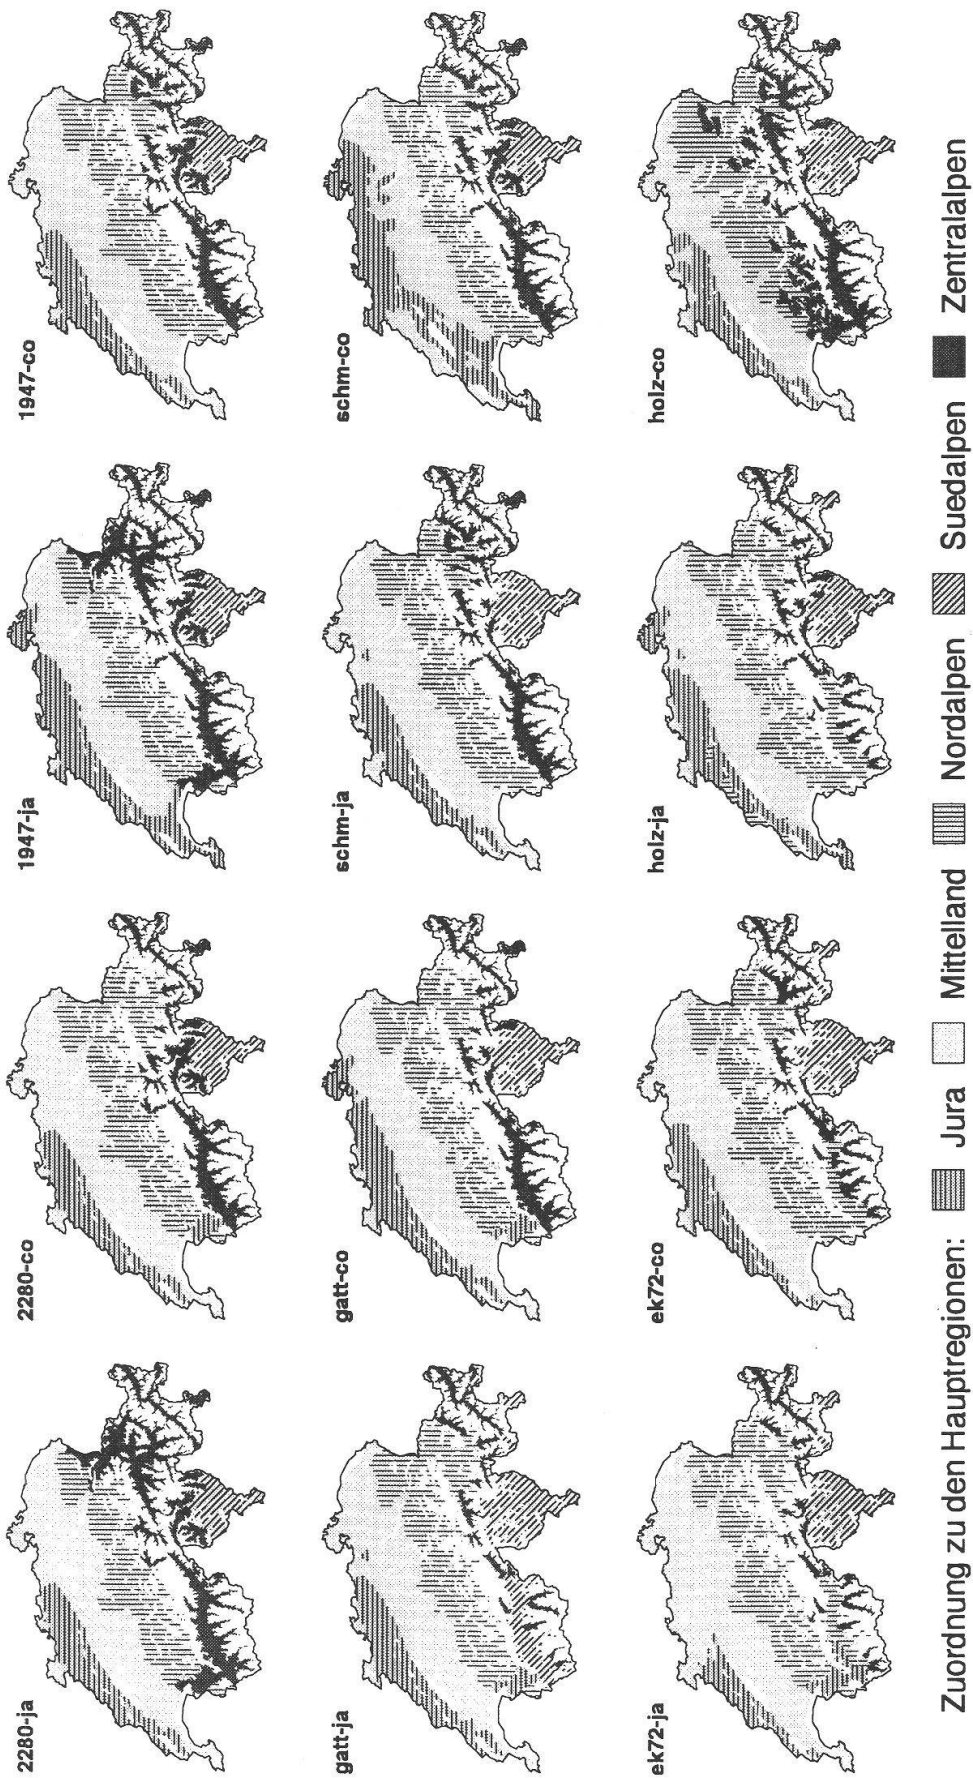 2280-ja
2280-co
1947-ja
1947-co
gatt-ja
gatt-co
schm-ja
schm-co
ek72-ja
ek72-co
holz-ja
holz-co
Zuordnung zu den Hauptregionen: Jura Mittelland Nordalpen Suedalpen Zentralalpen